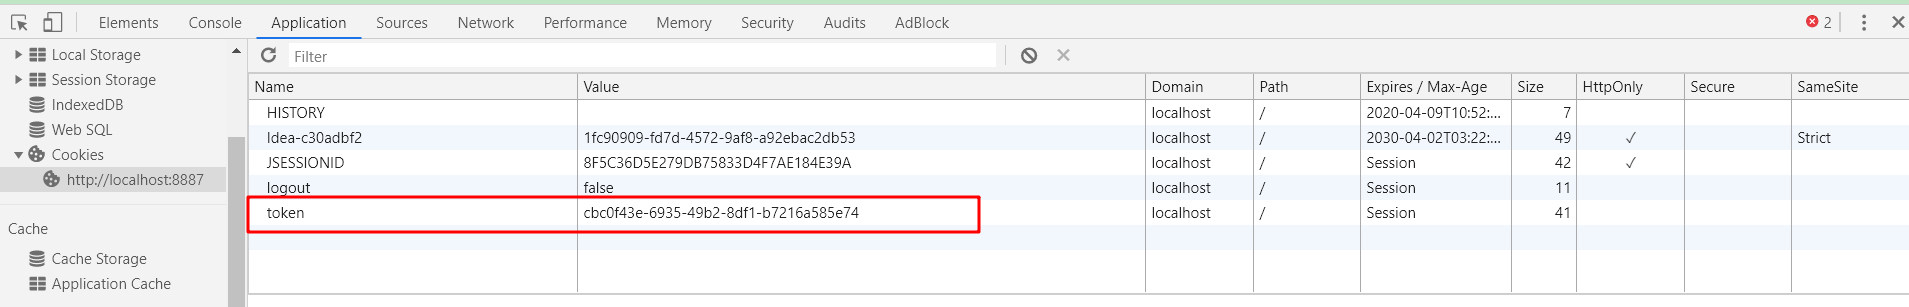 Elements Console Application Sources Network Performance Memory Security Audits AdBlock 2
Local Storage
Session Storage
IndexedDB
Web SQL
Cookies
http://localhost:8887
Cache
Cache Storage
Application Cache
Filter
Name Value Domain Path Expires / Max-Age Size HttpOnly Secure SameSite
HISTORY localhost / 2020-04-09T10:52:... 7
Idea-c30adbf2 1fc90909-fd7d-4572-9af8-a92ebac2db53 localhost / 2030-04-02T03:22:... 49 ✓ Strict
JSESSIONID 8F5C36D5E279DB75833D4F7AE184E39A localhost / Session 42 ✓
logout false localhost / Session 11
token cbc0f43e-6935-49b2-8df1-b7216a585e74 localhost / Session 41